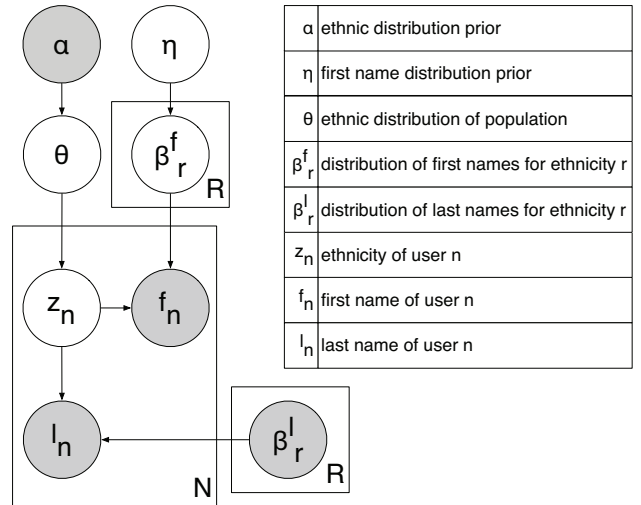 α
η
θ
β^f_r
R
z_n
f_n
l_n
β^l_r
R
N
α ethnic distribution prior
η first name distribution prior
θ ethnic distribution of population
β^f_r distribution of first names for ethnicity r
β^l_r distribution of last names for ethnicity r
z_n ethnicity of user n
f_n first name of user n
l_n last name of user n